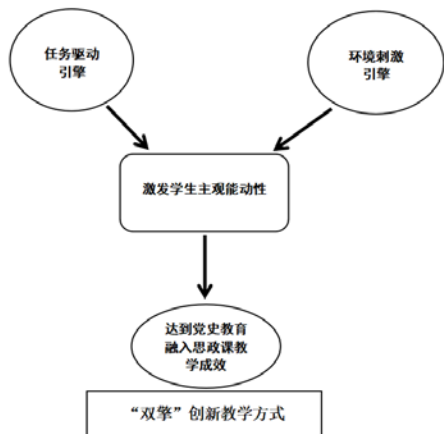 任务驱动
引擎
环境刺激
引擎
激发学生主观能动性
达到党史教育
融入思政课教
学成效
“双擎”创新教学方式